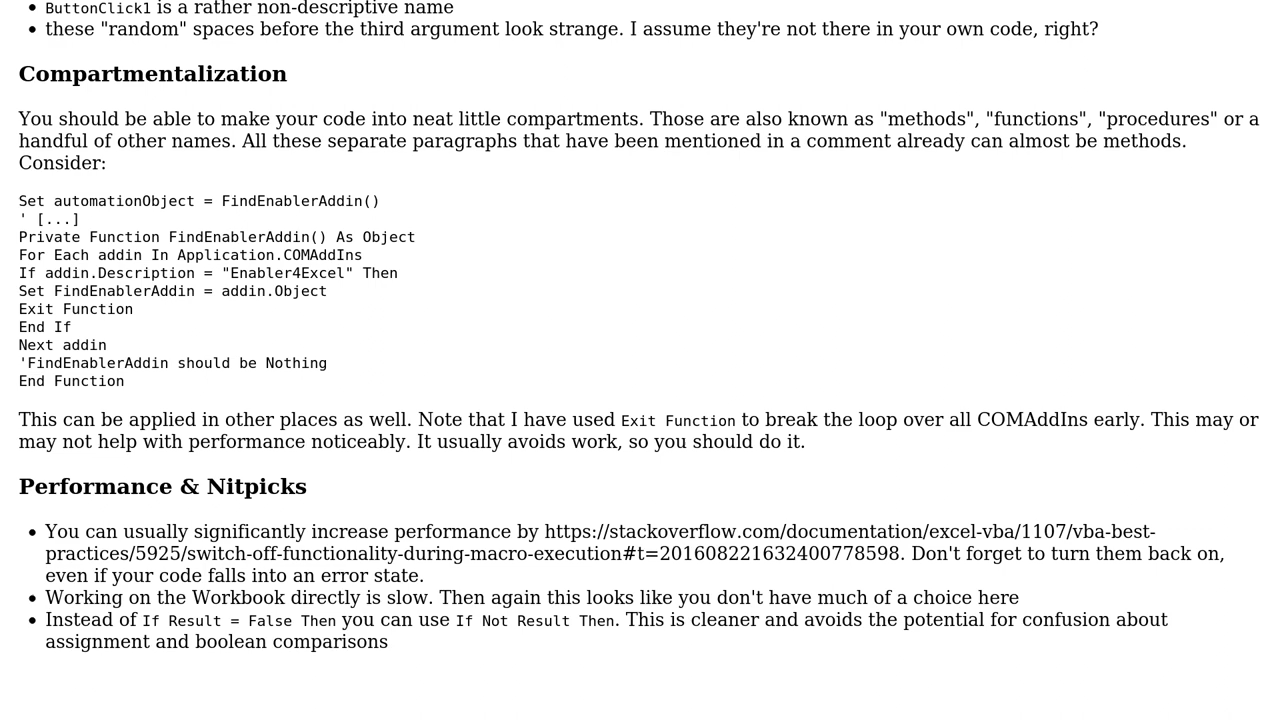 ButtonClick1 is a rather non-descriptive name
these "random" spaces before the third argument look strange. I assume they're not there in your own code, right?
Compartmentalization
You should be able to make your code into neat little compartments. Those are also known as "methods", "functions", "procedures" or a
handful of other names. All these separate paragraphs that have been mentioned in a comment already can almost be methods.
Consider:
Set automationObject = FindEnablerAddin()
' [...]
Private Function FindEnablerAddin() As Object
For Each addin In Application.COMAddIns
If addin.Description = "Enabler4Excel" Then
Set FindEnablerAddin = addin.Object
Exit Function
End If
Next addin
'FindEnablerAddin should be Nothing
End Function
This can be applied in other places as well. Note that I have used Exit Function to break the loop over all COMAddIns early. This may or
may not help with performance noticeably. It usually avoids work, so you should do it.
Performance & Nitpicks
You can usually significantly increase performance by https://stackoverflow.com/documentation/excel-vba/1107/vba-best-
practices/5925/switch-off-functionality-during-macro-execution#t=201608221632400778598. Don't forget to turn them back on,
even if your code falls into an error state.
Working on the Workbook directly is slow. Then again this looks like you don't have much of a choice here
Instead of If Result = False Then you can use If Not Result Then. This is cleaner and avoids the potential for confusion about
assignment and boolean comparisons